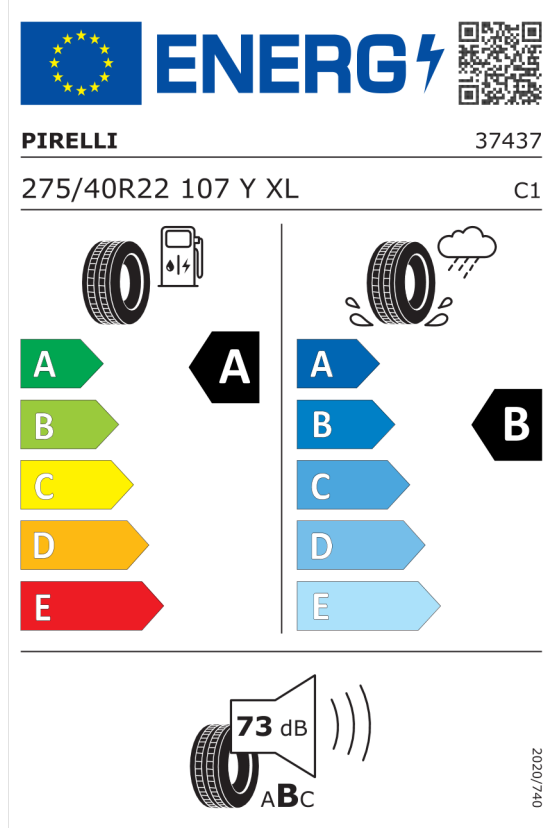 ENERG
PIRELLI 37437
275/40R22 107 Y XL C1
A A A
B B B
C C
D D
E E
73 dB
ABC
2020/740